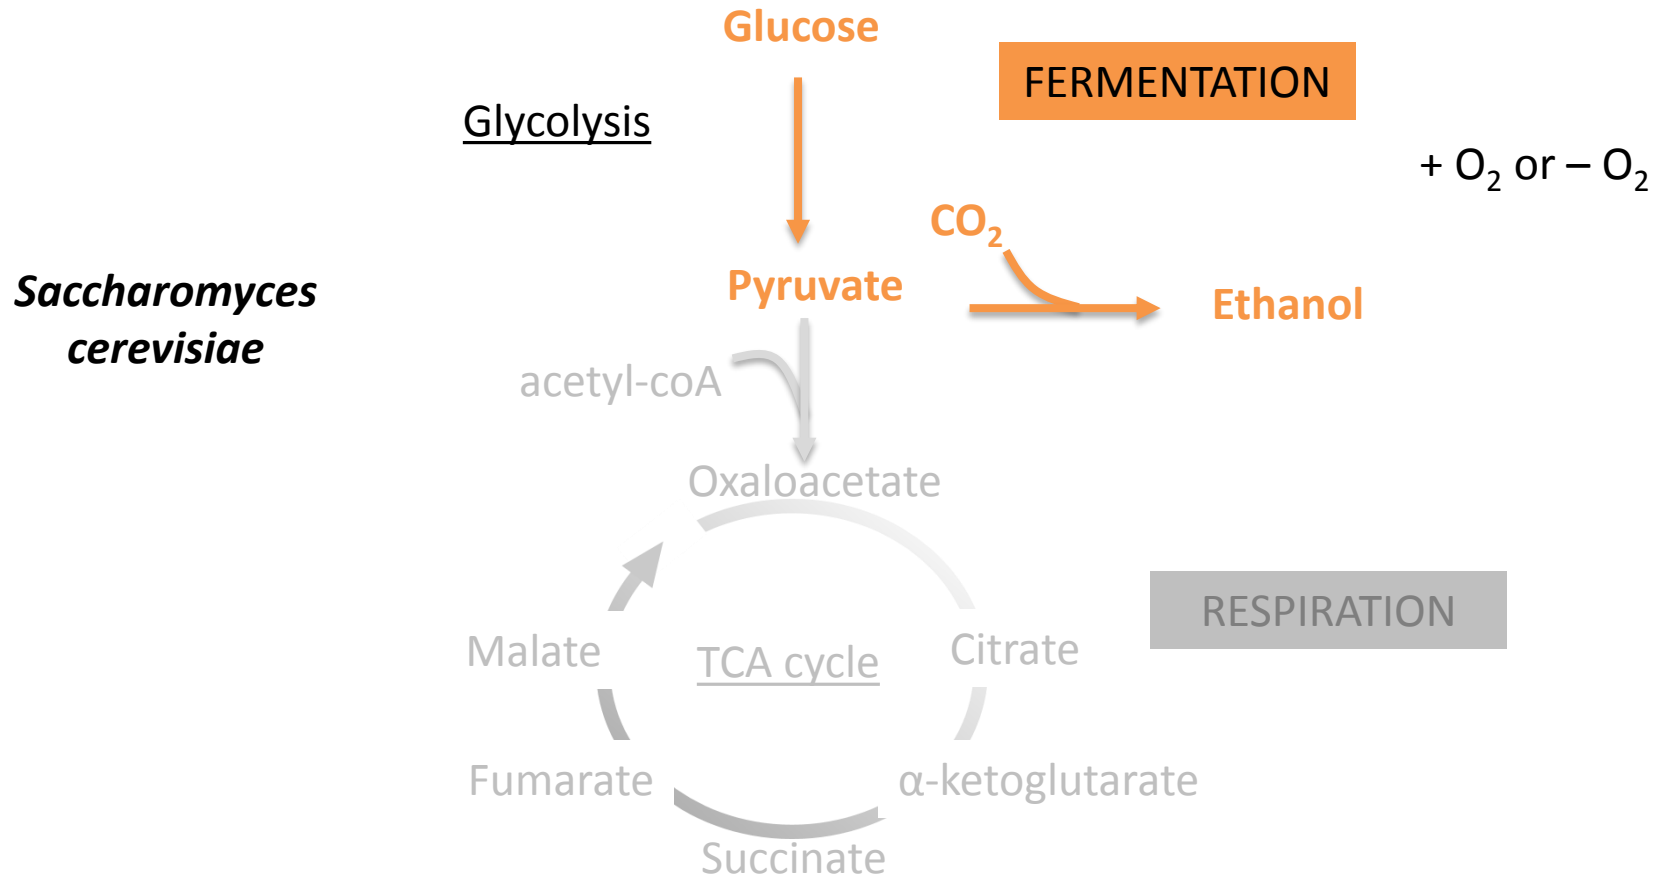 Glucose
FERMENTATION
Glycolysis
+ O₂ or – O₂
CO₂
Saccharomyces
cerevisiae
Pyruvate
Ethanol
acetyl-coA
Oxaloacetate
RESPIRATION
Malate
TCA cycle
Citrate
Fumarate
α-ketoglutarate
Succinate